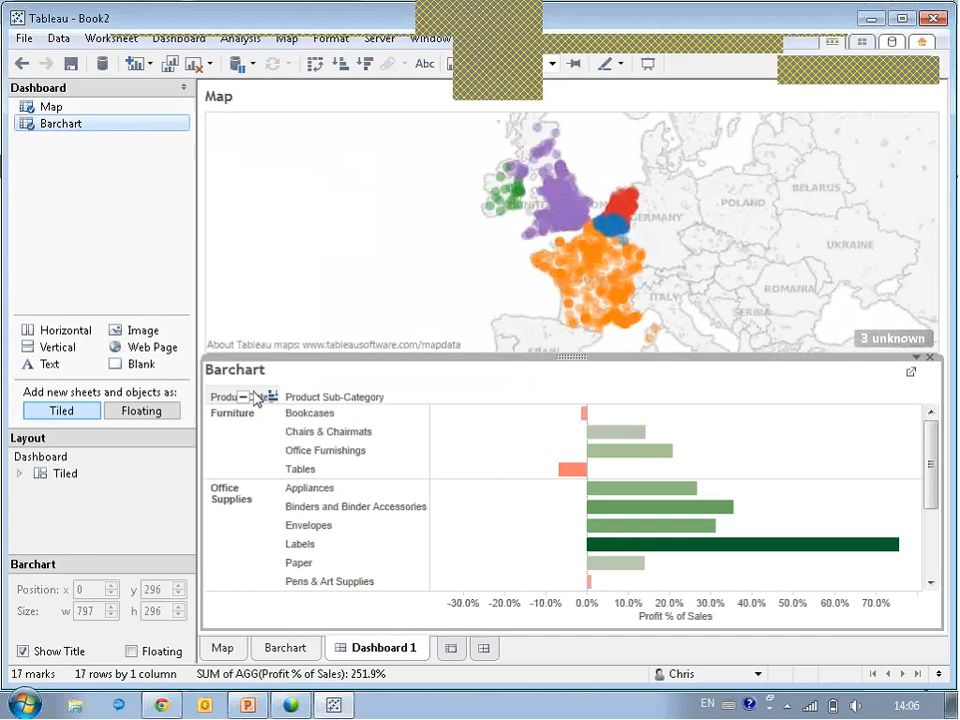 Tableau - Book2
File Data Worksheet Dashboard Analysis Map Format Server Window
Abc
Dashboard
Map
Barchart
Horizontal Image
Vertical Web Page
Text Blank
Add new sheets and objects as:
Tiled Floating
Layout
Dashboard
Tiled
Barchart
Position: x 0 y 296
Size: w 797 h 296
Show Title Floating
Map
BELARUS
POLAND
GERMANY
UKRAINE
ROMANIA
ITALY
SERBIA
SPAIN
About Tableau maps: www.tableausoftware.com/mapdata
3 unknown
Barchart
Product Sub-Category
Furniture Bookcases
Chairs & Chairmats
Office Furnishings
Tables
Office Supplies Appliances
Binders and Binder Accessories
Envelopes
Labels
Paper
Pens & Art Supplies
-30.0% -20.0% -10.0% 0.0% 10.0% 20.0% 30.0% 40.0% 50.0% 60.0% 70.0%
Profit % of Sales
Map Barchart Dashboard 1
17 marks 17 rows by 1 column SUM of AGG(Profit % of Sales): 251.9% Chris
EN 14:06